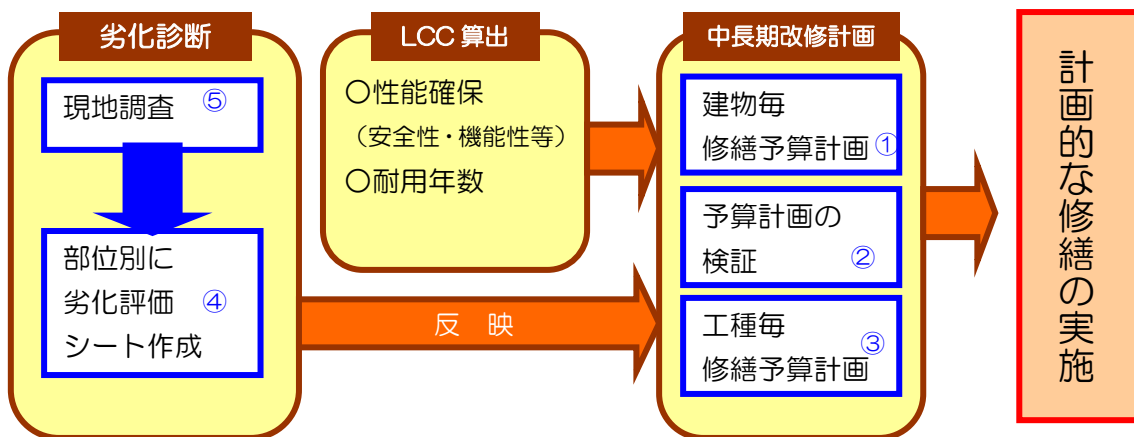 劣化診断
現地調査 ⑤
部位別に
劣化評価 ④
シート作成
LCC 算出
〇性能確保
（安全性・機能性等）
〇耐用年数
反 映
中長期改修計画
建物毎
修繕予算計画 ①
予算計画の
検証 ②
工種毎
修繕予算計画 ③
計画的な修繕の実施